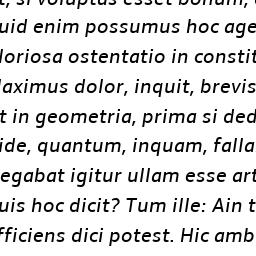 t, si voluptas esset bonum,
uid enim possumus hoc age
loriosa ostentatio in constit
aximus dolor, inquit, brevis
t in geometria, prima si ded
ide, quantum, inquam, falla
egabat igitur ullam esse art
uis hoc dicit? Tum ille: Ain t
fficiens dici potest. Hic amb